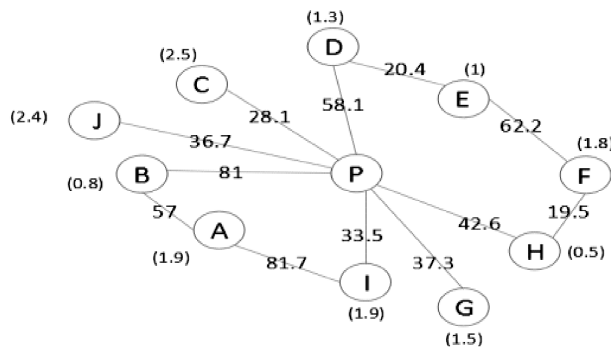 (1.3)
D
(2.5)
C
20.4
(1)
E
58.1
(2.4)
J
28.1
62.2
36.7
(1.8)
F
B
81
P
(0.8)
57
19.5
A
42.6
33.5
H
(0.5)
(1.9)
81.7
37.3
I
G
(1.9)
(1.5)